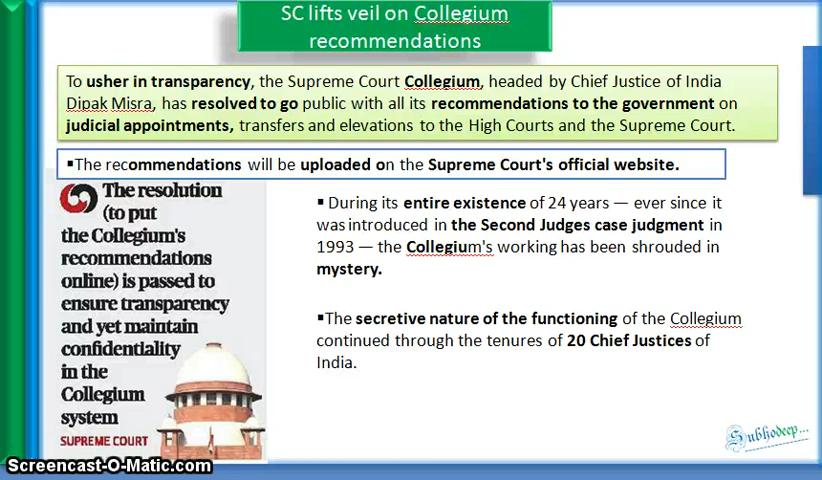 SC lifts veil on Collegium
recommendations
To usher in transparency, the Supreme Court Collegium, headed by Chief Justice of India
Dipak Misra, has resolved to go public with all its recommendations to the government on
judicial appointments, transfers and elevations to the High Courts and the Supreme Court.
▪The recommendations will be uploaded on the Supreme Court's official website.
The resolution
(to put
the Collegium's
recommendations
online) is passed to
ensure transparency
and yet maintain
confidentiality
in the
Collegium
system
SUPREME COURT
▪ During its entire existence of 24 years — ever since it
was introduced in the Second Judges case judgment in
1993 — the Collegium's working has been shrouded in
mystery.
▪The secretive nature of the functioning of the Collegium
continued through the tenures of 20 Chief Justices of
India.
Subhodeep...
Screencast-O-Matic.com